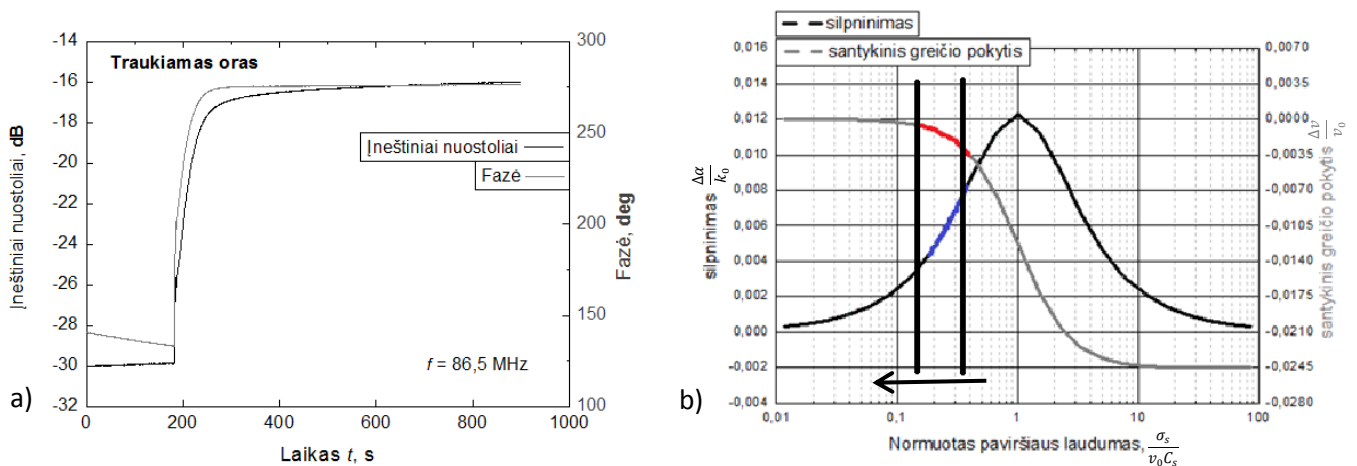 Traukiamas oras
Įneštiniai nuostoliai
Fazė
f = 86,5 MHz
Įneštiniai nuostoliai, dB
-14
-16
-18
-20
-22
-24
-26
-28
-30
-32
300
250
200
150
100
Fazė, deg
0 200 400 600 800 1000
Laikas t, s
a)
silpninimas
santykinis greičio pokytis
silpninimas Δα/k₀
0,016
0,014
0,012
0,010
0,008
0,006
0,004
0,002
0,000
-0,002
-0,004
0,0070
0,0035
0,0000
-0,0035
-0,0070
-0,0105
-0,0140
-0,0175
-0,0210
-0,0245
-0,0280
santykinis greičio pokytis Δv/v₀
0,01 0,1 1 10 100
Normuotas paviršiaus laudumas, σₛ/v₀Cₛ
b)